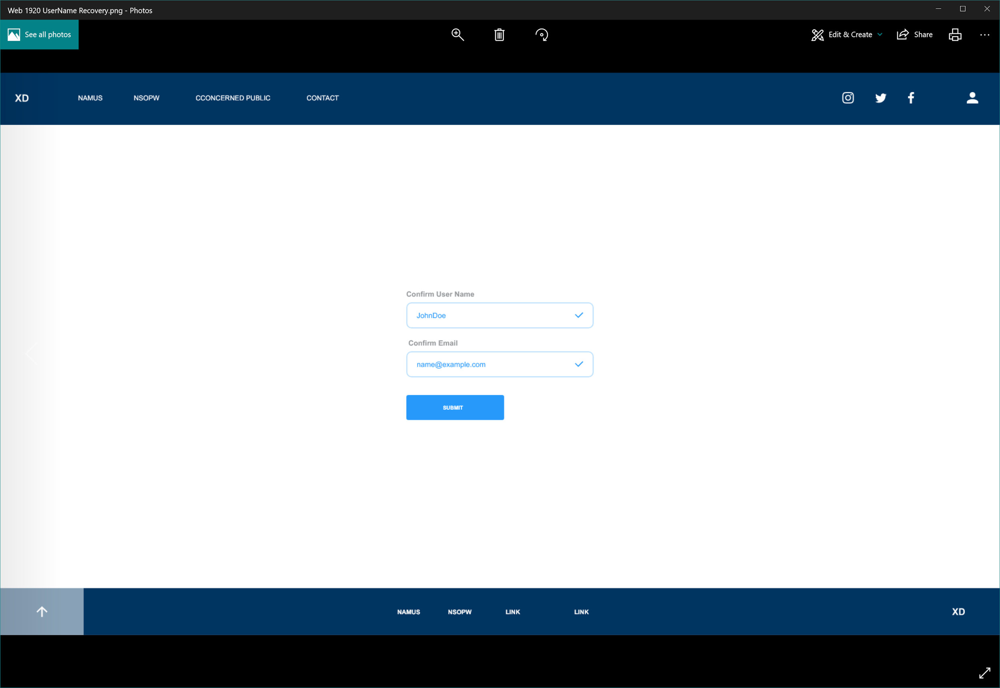 Web 1920 UserName Recovery.png - Photos
See all photos
Edit & Create
Share
XD NAMUS NSOPW CCONCERNED PUBLIC CONTACT
Confirm User Name
JohnDoe
Confirm Email
name@example.com
SUBMIT
NAMUS NSOPW LINK LINK XD